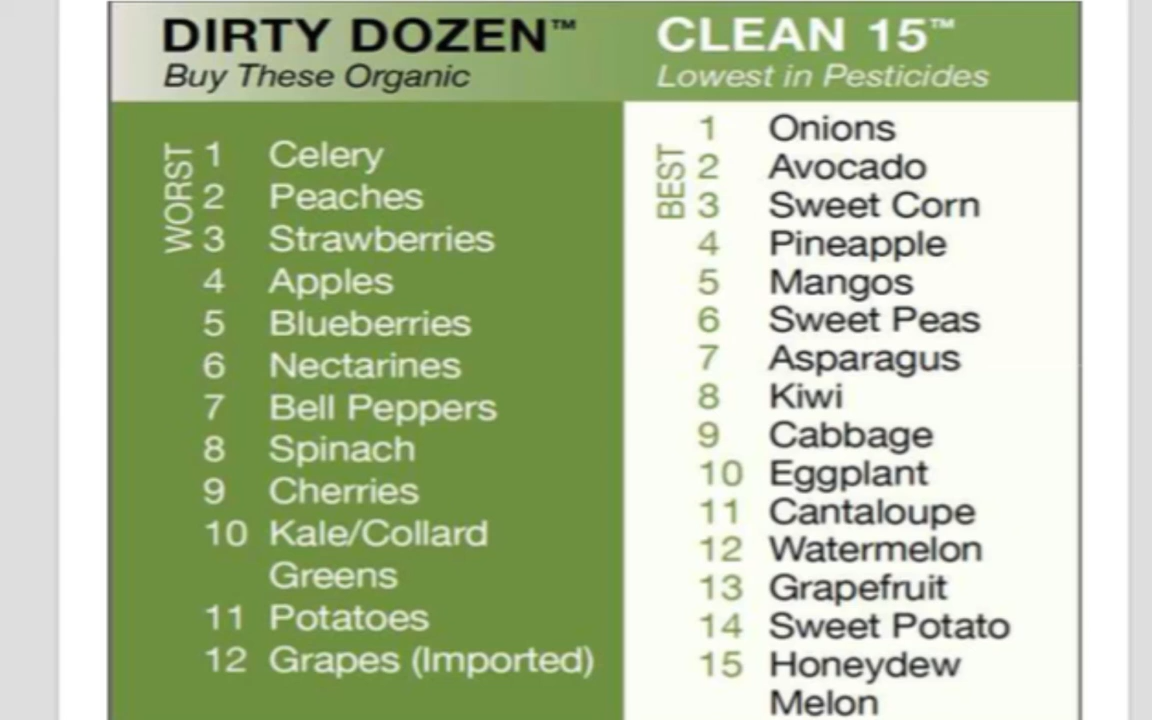 DIRTY DOZEN™
Buy These Organic
WORST
1 Celery
2 Peaches
3 Strawberries
4 Apples
5 Blueberries
6 Nectarines
7 Bell Peppers
8 Spinach
9 Cherries
10 Kale/Collard
Greens
11 Potatoes
12 Grapes (Imported)
CLEAN 15™
Lowest in Pesticides
BEST
1 Onions
2 Avocado
3 Sweet Corn
4 Pineapple
5 Mangos
6 Sweet Peas
7 Asparagus
8 Kiwi
9 Cabbage
10 Eggplant
11 Cantaloupe
12 Watermelon
13 Grapefruit
14 Sweet Potato
15 Honeydew
Melon